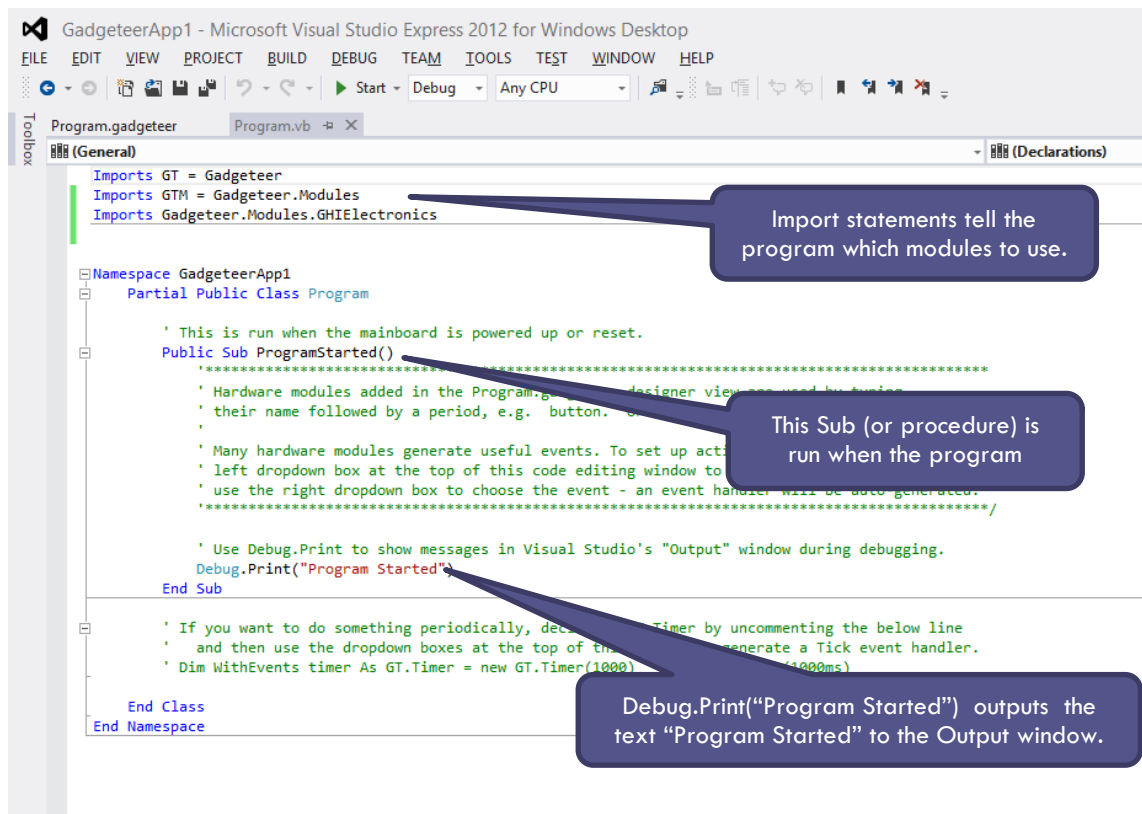 GadgeteerApp1 - Microsoft Visual Studio Express 2012 for Windows Desktop
FILE EDIT VIEW PROJECT BUILD DEBUG TEAM TOOLS TEST WINDOW HELP
Start Debug Any CPU
Toolbox
Program.gadgeteer Program.vb
(General) (Declarations)
Imports GT = Gadgeteer
Imports GTM = Gadgeteer.Modules
Imports Gadgeteer.Modules.GHIElectronics
Import statements tell the
program which modules to use.
Namespace GadgeteerApp1
Partial Public Class Program
' This is run when the mainboard is powered up or reset.
Public Sub ProgramStarted()
'*******************************************************************************************
' Hardware modules added in the designer view are used by typing
' their name followed by a period, e.g. button.
'
' Many hardware modules generate useful events. To set up
' left dropdown box at the top of this code editing window to
' use the right dropdown box to choose the event - an event handler will be auto-generated.
'*******************************************************************************************/
This Sub (or procedure) is
run when the program
' Use Debug.Print to show messages in Visual Studio's "Output" window during debugging.
Debug.Print("Program Started")
End Sub
' If you want to do something periodically, Timer by uncommenting the below line
' and then use the dropdown boxes at the top of generate a Tick event handler.
' Dim WithEvents timer As GT.Timer = new GT.Timer(1000) (1000ms)
End Class
End Namespace
Debug.Print(“Program Started”) outputs the
text “Program Started” to the Output window.